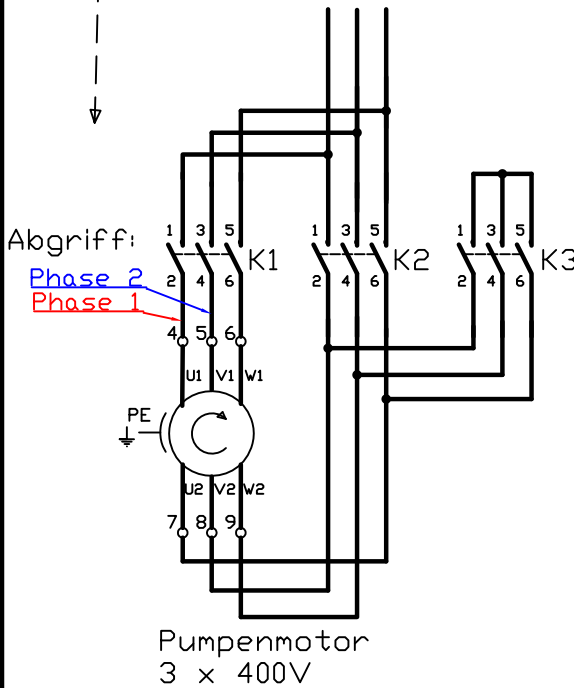 1 3 5 1 3 5 1 3 5
Abgriff: K1 K2 K3
2 4 6 2 4 6 2 4 6
Phase 2
Phase 1
4 5 6
U1 V1 W1
PE
U2 V2 W2
7 8 9
Pumpenmotor
3 x 400V